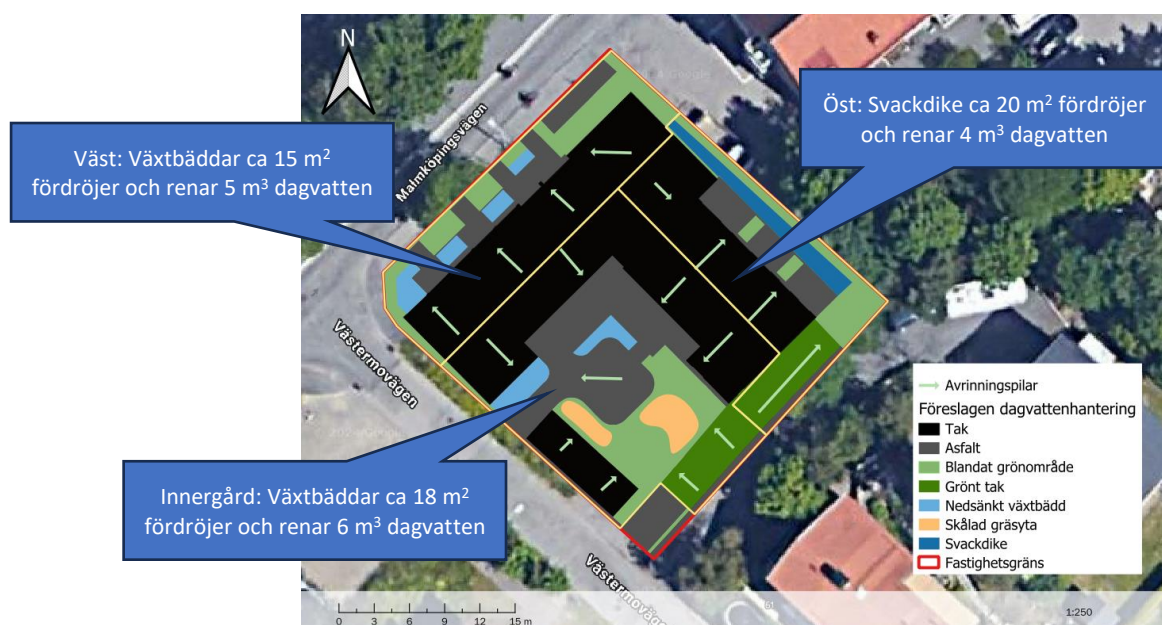 N
Malmköpingsvägen
Öst: Svackdike ca 20 m² fördröjer
och renar 4 m³ dagvatten
Väst: Växtbäddar ca 15 m²
fördröjer och renar 5 m³ dagvatten
Västermovägen
Innergård: Växtbäddar ca 18 m²
fördröjer och renar 6 m³ dagvatten
Västermovägen
Avrinningspilar
Föreslagen dagvattenhantering
Tak
Asfalt
Blandat grönområde
Grönt tak
Nedsänkt växtbädd
Skålad gräsyta
Svackdike
Fastighetsgräns
0 3 6 9 12 15 m
1:250